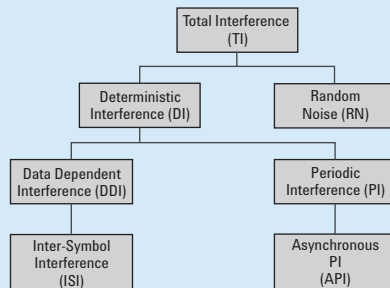 Total Interference
(TI)
Deterministic
Interference (DI)
Random
Noise (RN)
Data Dependent
Interference (DDI)
Periodic
Interference (PI)
Inter-Symbol
Interference
(ISI)
Asynchronous
PI
(API)